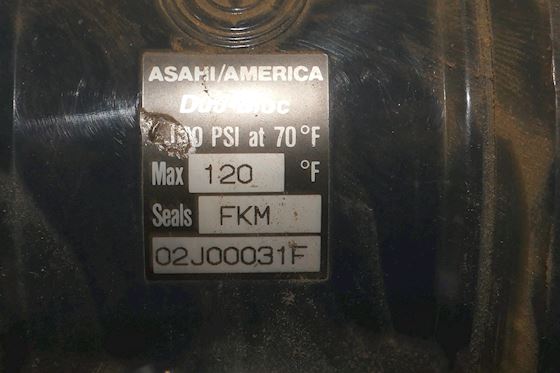 ASAHI/AMERICA
PSI at 70°F
Max 120 °F
Seals FKM
02J00031F